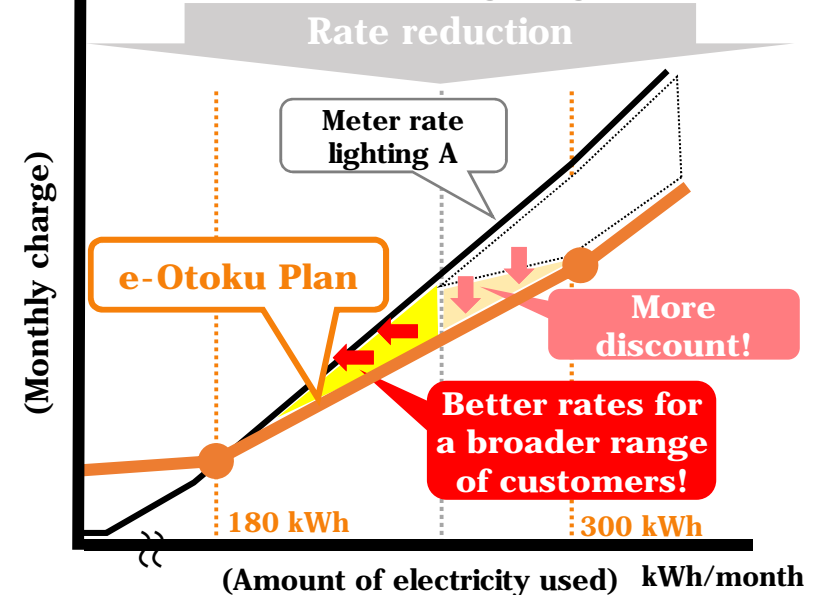 Rate reduction
Meter rate
lighting A
(Monthly charge)
e-Otoku Plan
More
discount!
Better rates for
a broader range
of customers!
180 kWh
300 kWh
(Amount of electricity used) kWh/month